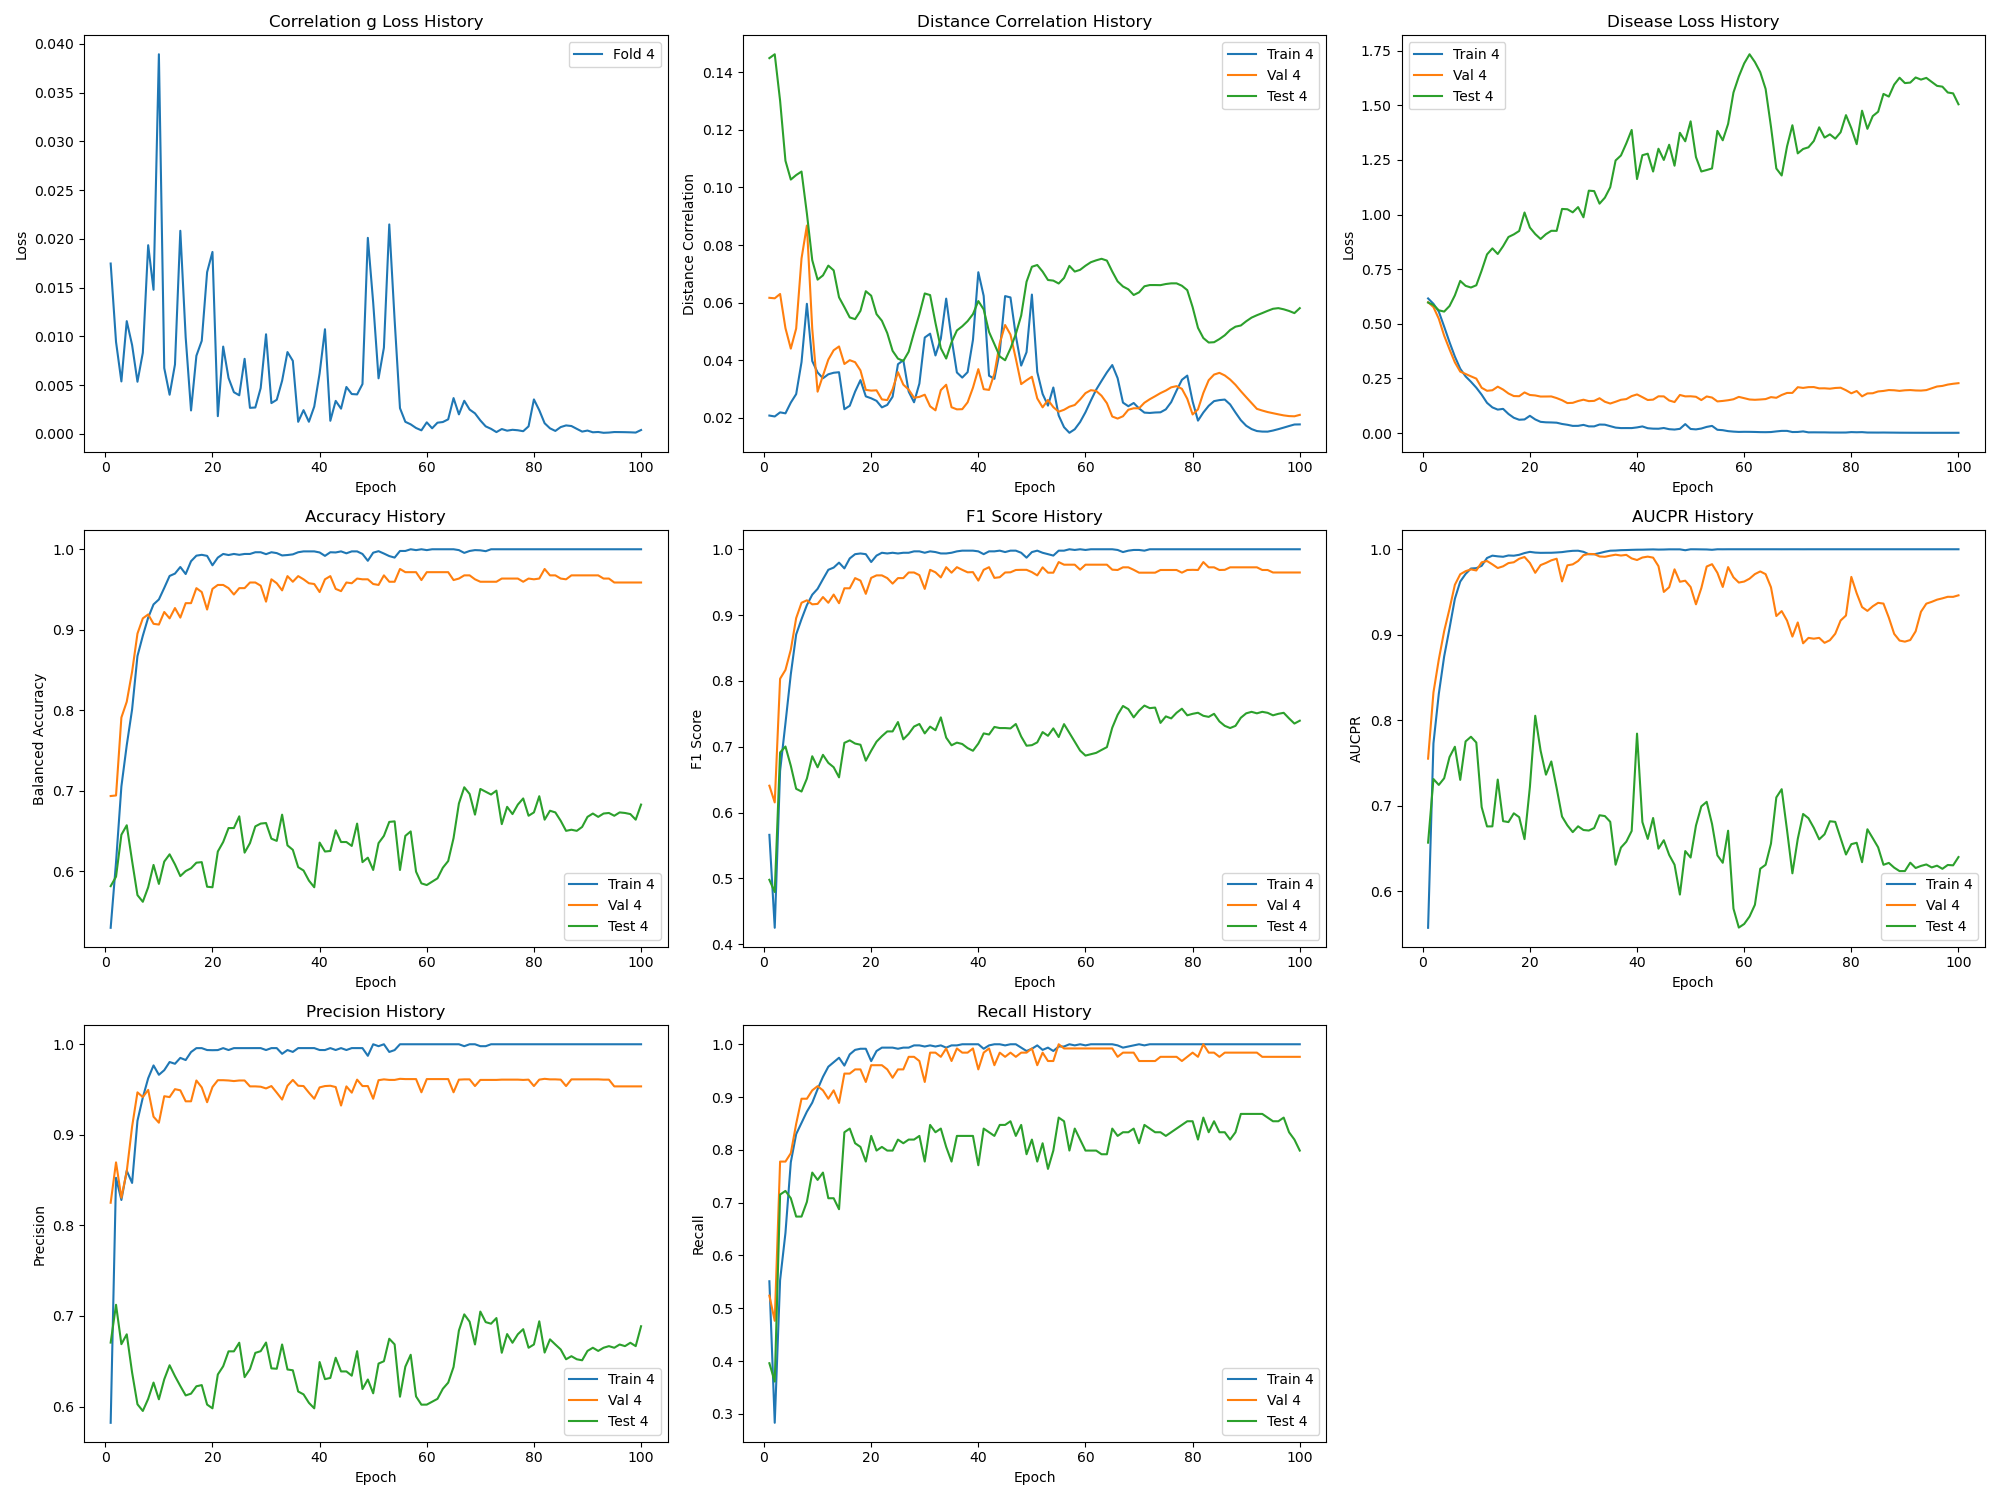 Correlation g Loss History
Loss
0.040
0.035
0.030
0.025
0.020
0.015
0.010
0.005
0.000
0 20 40 60 80 100
Epoch
Fold 4
Distance Correlation History
Distance Correlation
0.14
0.12
0.10
0.08
0.06
0.04
0.02
0 20 40 60 80 100
Epoch
Train 4
Val 4
Test 4
Disease Loss History
Loss
1.75
1.50
1.25
1.00
0.75
0.50
0.25
0.00
0 20 40 60 80 100
Epoch
Train 4
Val 4
Test 4
Accuracy History
Balanced Accuracy
1.0
0.9
0.8
0.7
0.6
0 20 40 60 80 100
Epoch
Train 4
Val 4
Test 4
F1 Score History
F1 Score
1.0
0.9
0.8
0.7
0.6
0.5
0.4
0 20 40 60 80 100
Epoch
Train 4
Val 4
Test 4
AUCPR History
AUCPR
1.0
0.9
0.8
0.7
0.6
0 20 40 60 80 100
Epoch
Train 4
Val 4
Test 4
Precision History
Precision
1.0
0.9
0.8
0.7
0.6
0 20 40 60 80 100
Epoch
Train 4
Val 4
Test 4
Recall History
Recall
1.0
0.9
0.8
0.7
0.6
0.5
0.4
0.3
0 20 40 60 80 100
Epoch
Train 4
Val 4
Test 4